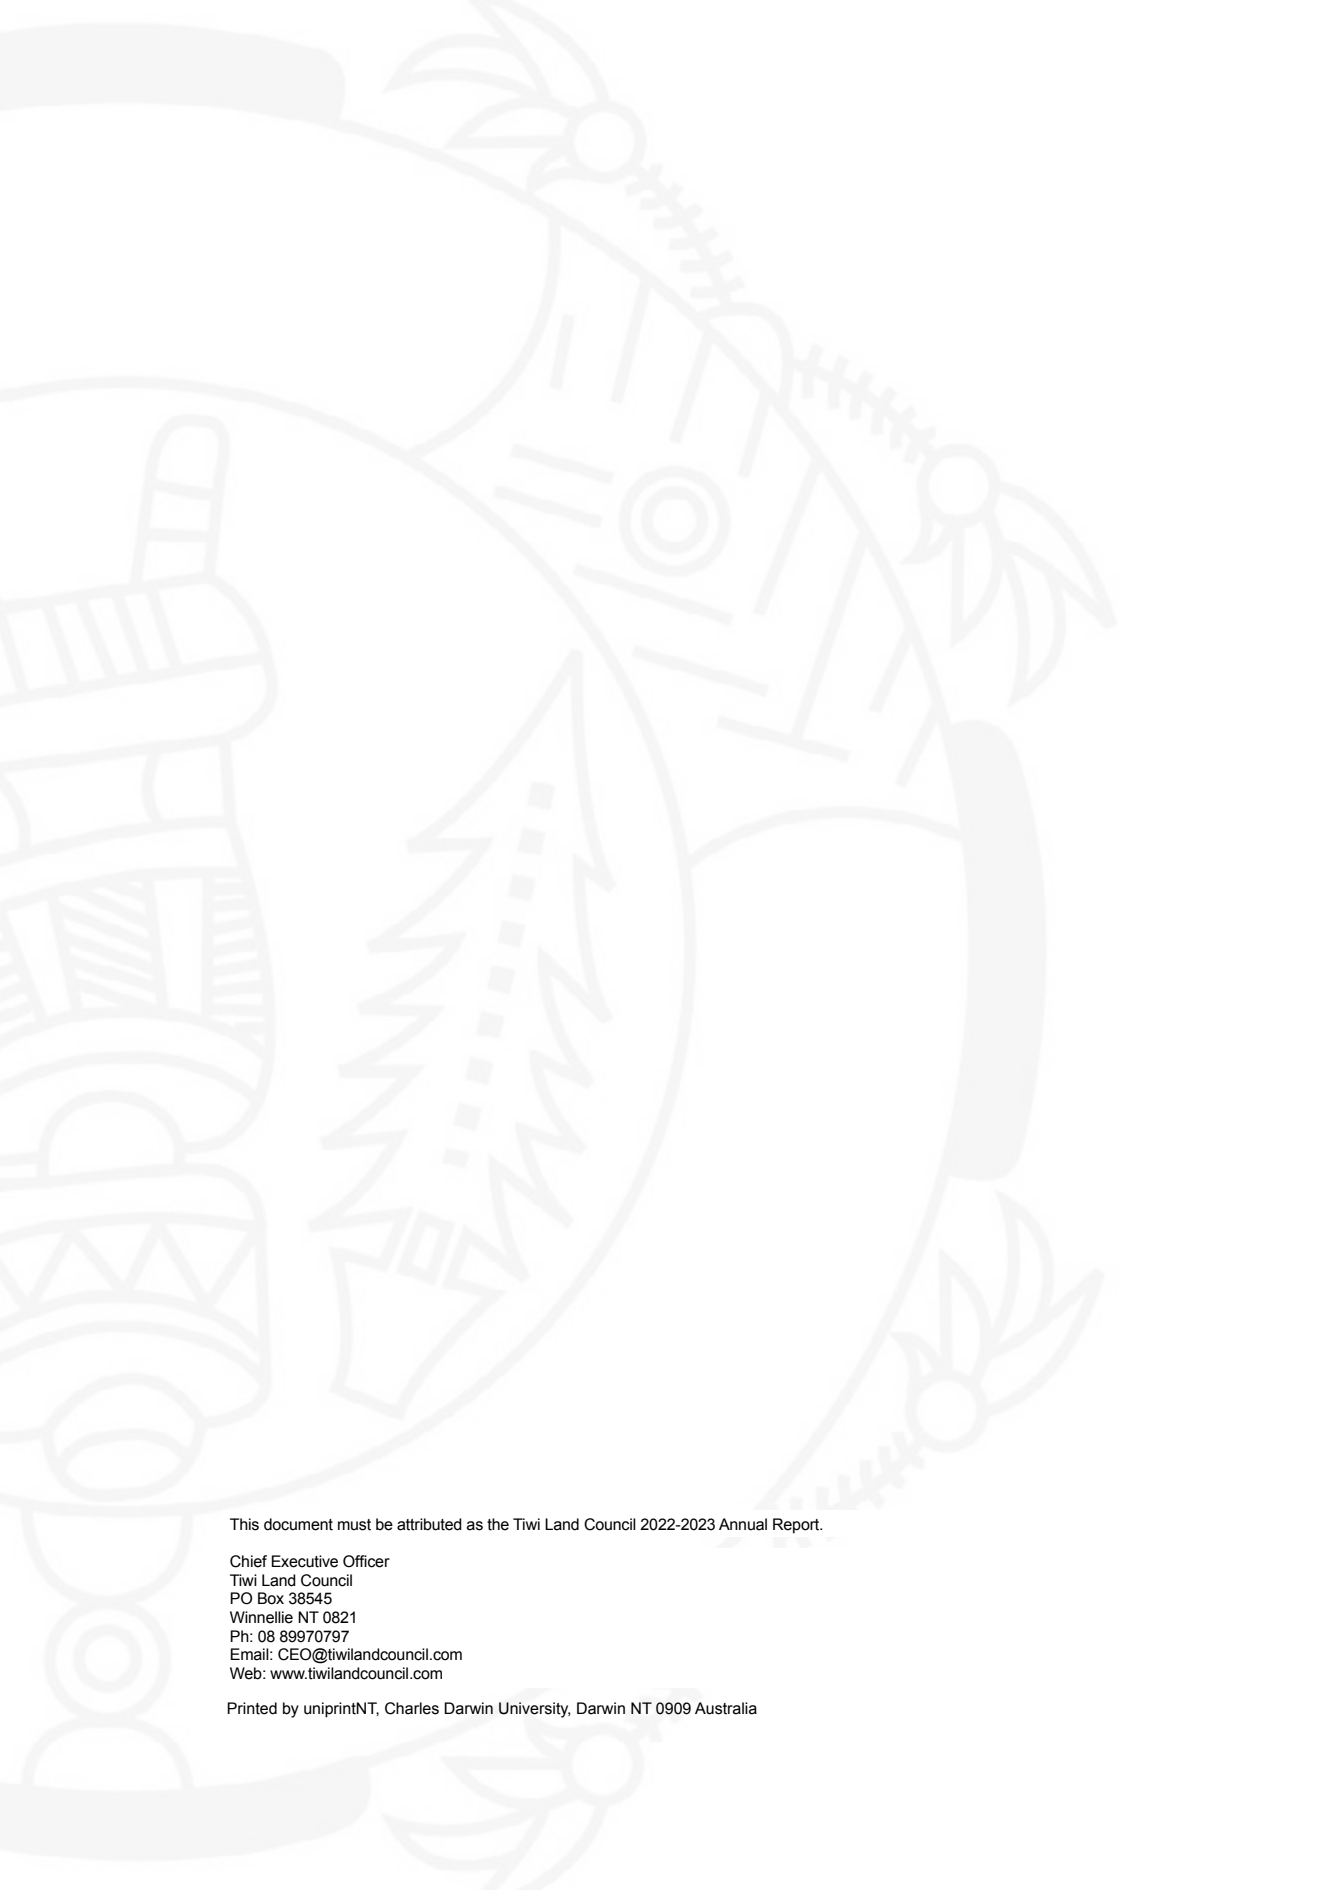 This document must be attributed as the Tiwi Land Council 2022-2023 Annual Report.
Chief Executive Officer
Tiwi Land Council
PO Box 38545
Winnellie NT 0821
Ph: 08 89970797
Email: CEO@tiwilandcouncil.com
Web: www.tiwilandcouncil.com
Printed by uniprintNT, Charles Darwin University, Darwin NT 0909 Australia